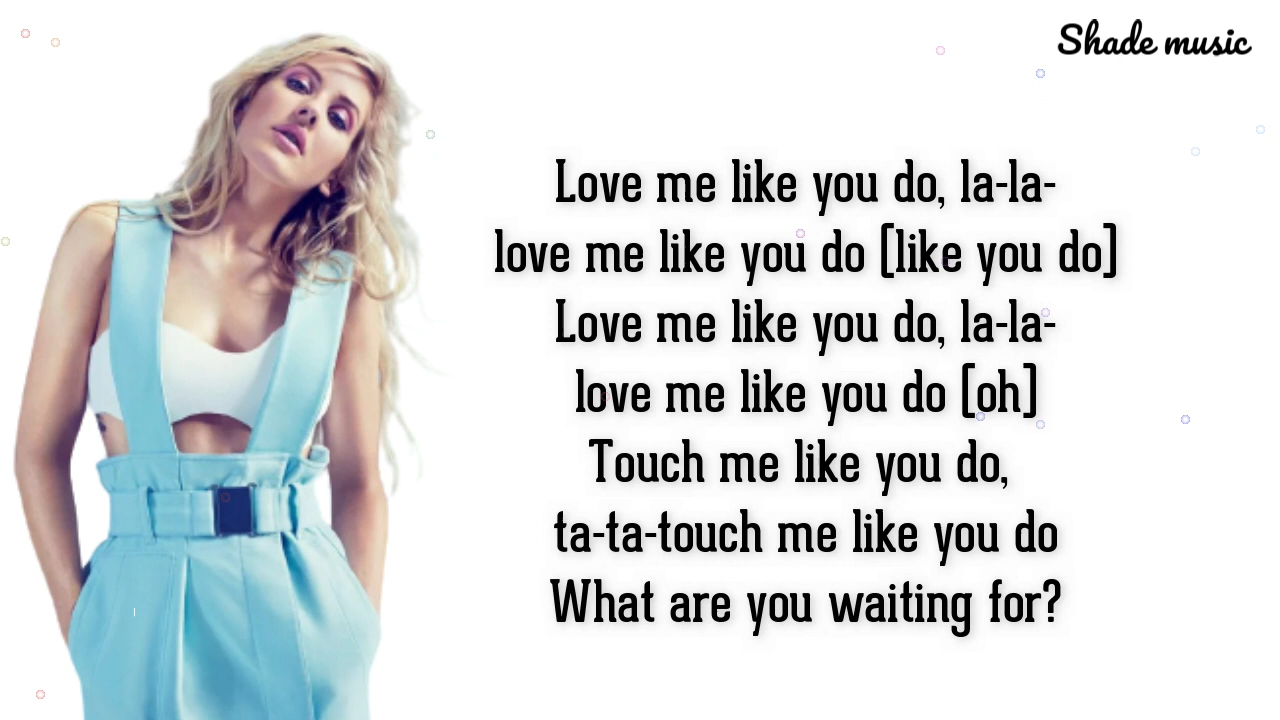 Shade music
Love me like you do, la-la-
love me like you do [like you do]
Love me like you do, la-la-
love me like you do [oh]
Touch me like you do,
ta-ta-touch me like you do
What are you waiting for?